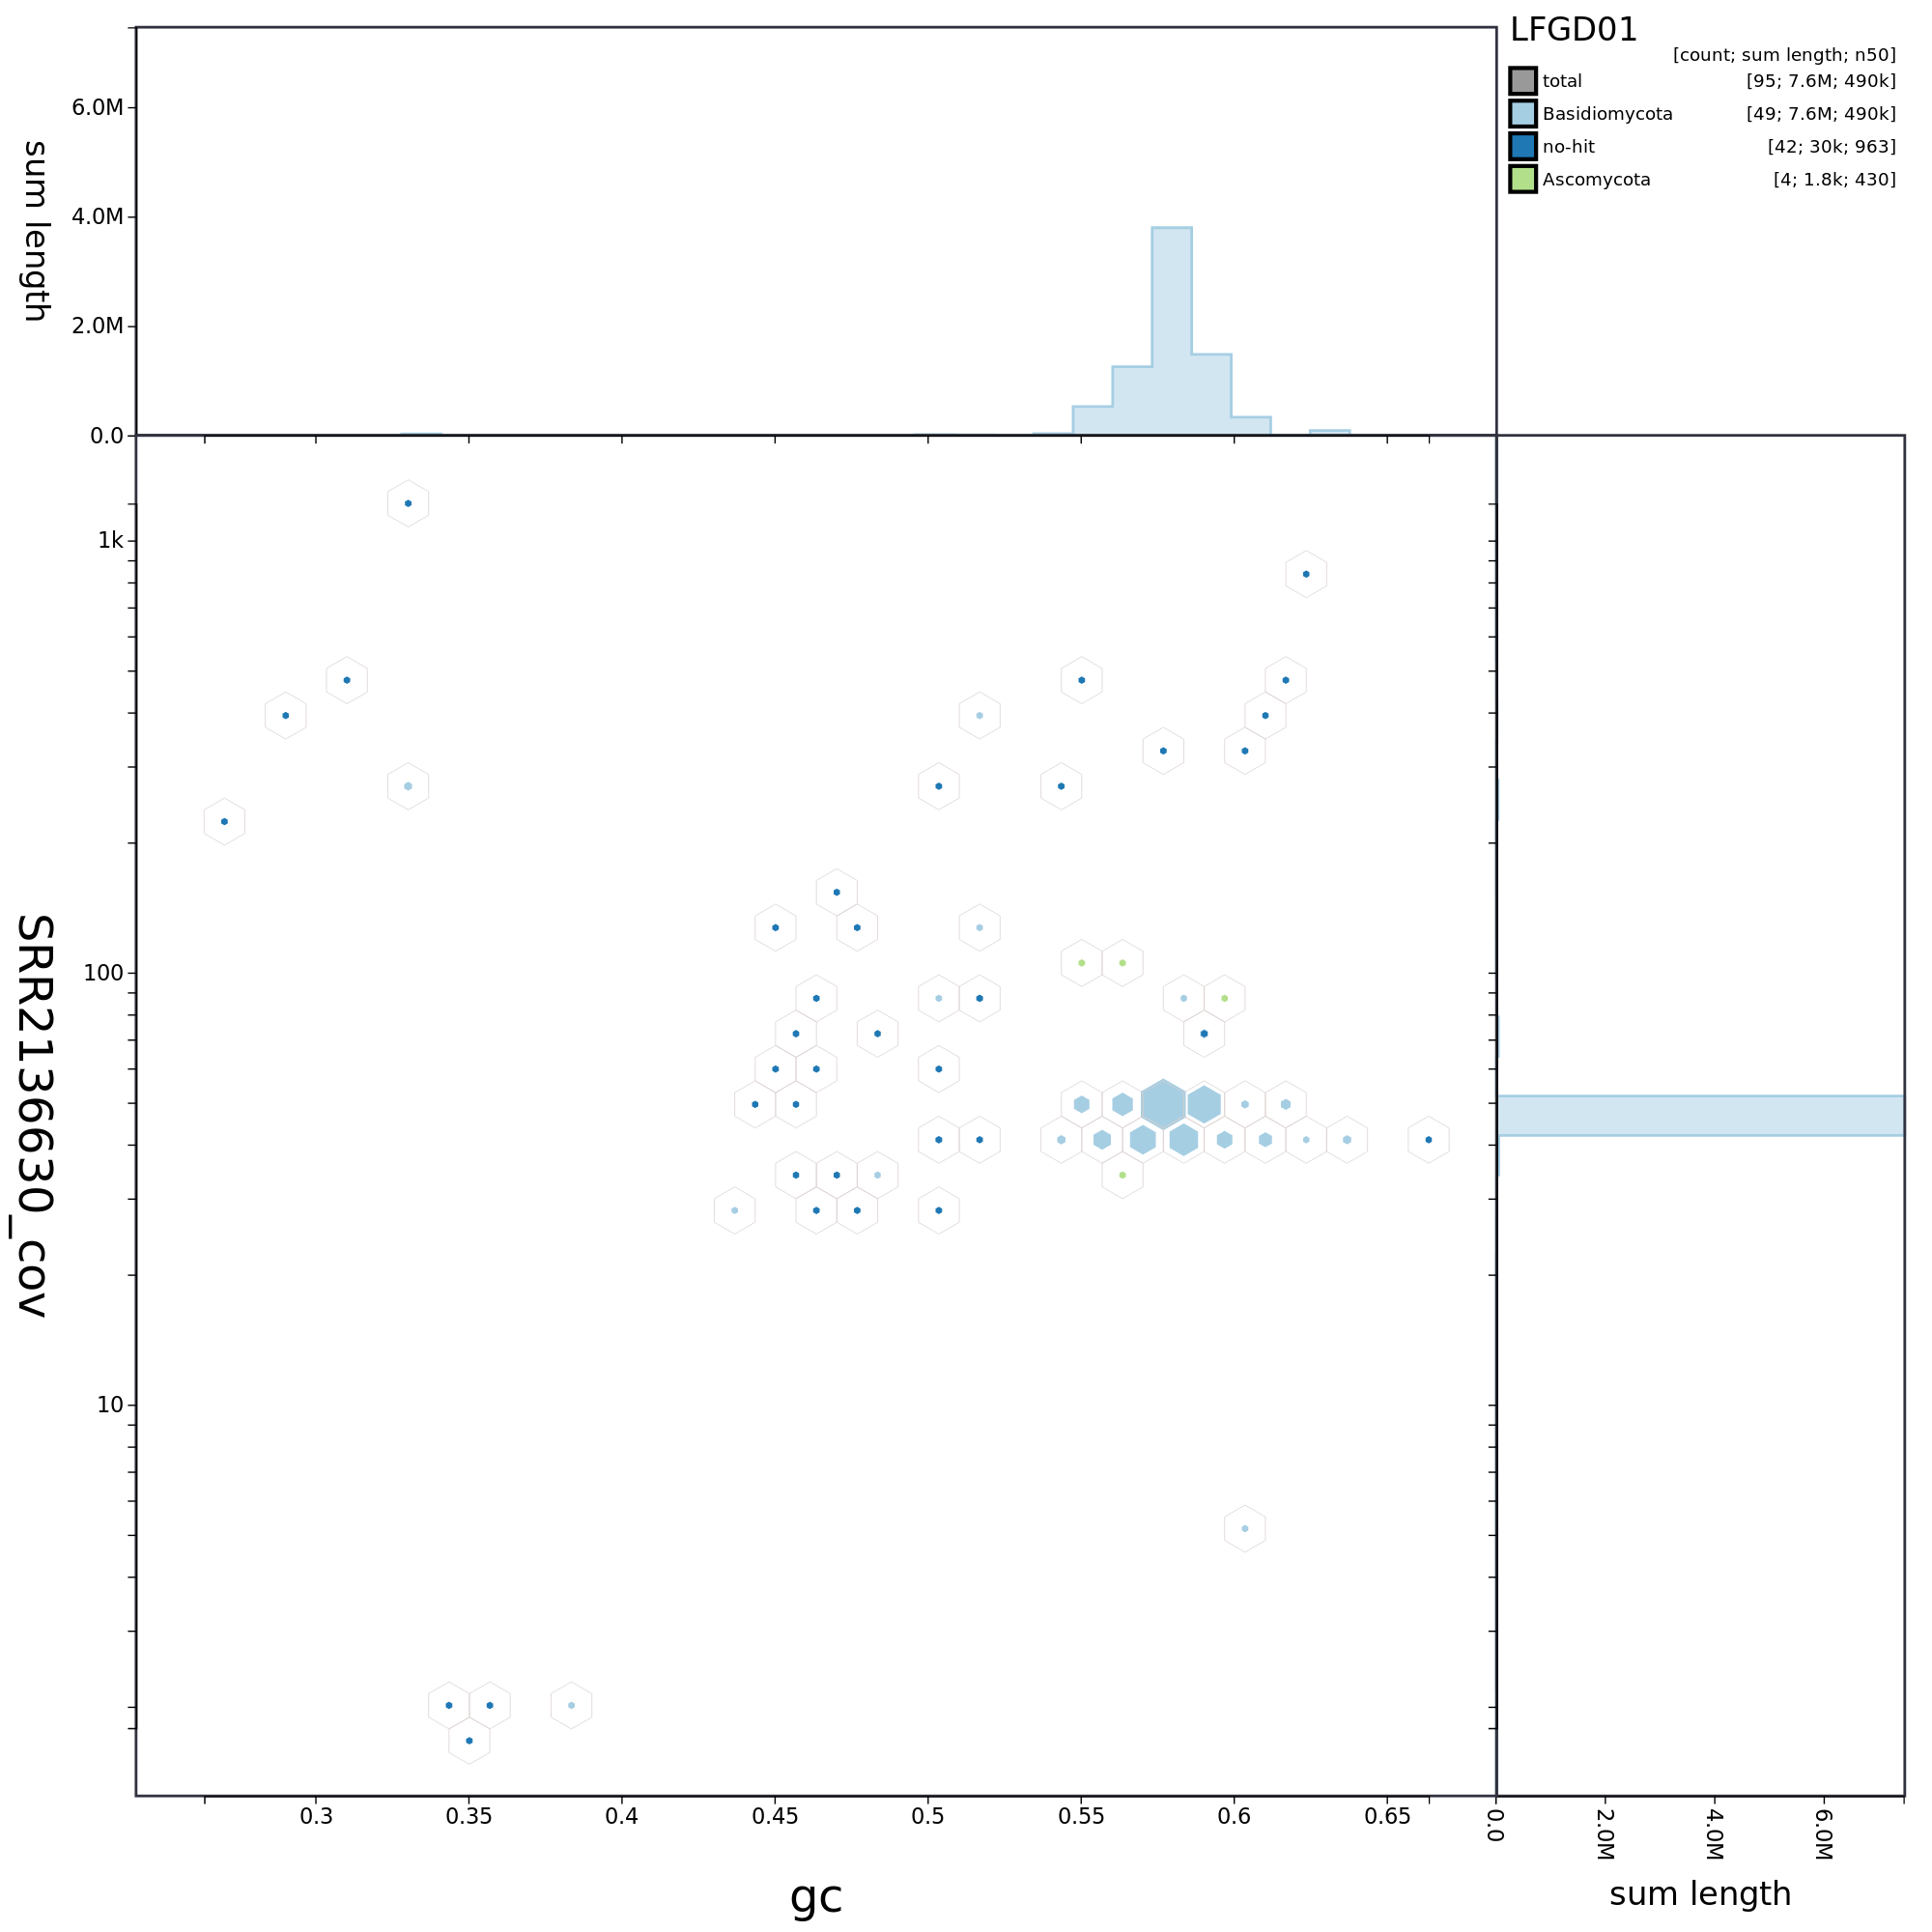 LFGD01
[count; sum length; n50]
total [95; 7.6M; 490k]
Basidiomycota [49; 7.6M; 490k]
no-hit [42; 30k; 963]
Ascomycota [4; 1.8k; 430]
sum length
6.0M
4.0M
2.0M
0.0
SRR2136630_cov
1k
100
10
0.3 0.35 0.4 0.45 0.5 0.55 0.6 0.65
gc
0.0 2.0M 4.0M 6.0M
sum length